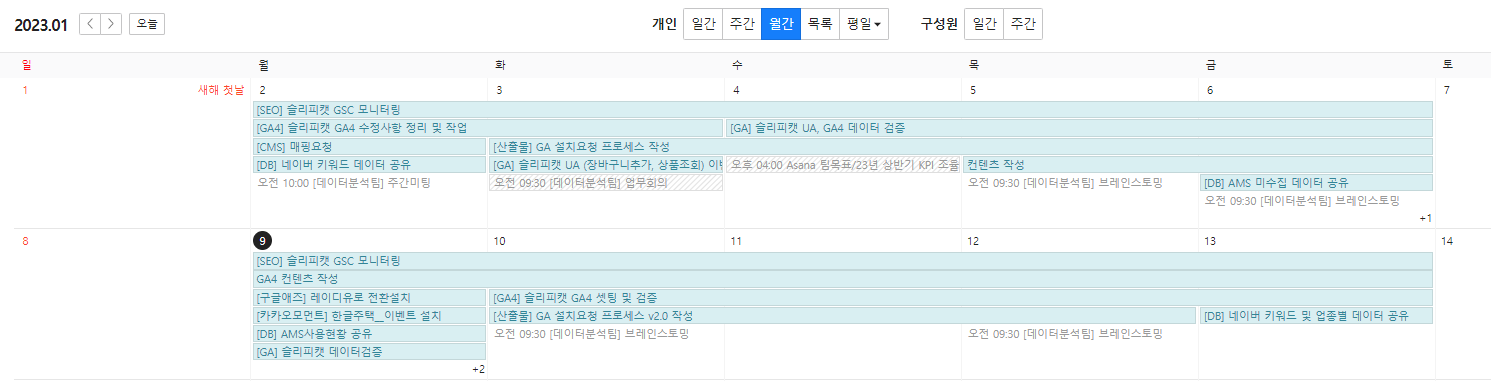 2023.01 < > 오늘 개인 일간 주간 월간 목록 평일 구성원 일간 주간
일 월 화 수 목 금 토
1 새해 첫날 2 3 4 5 6 7
[SEO] 슬리피캣 GSC 모니터링
[GA4] 슬리피캣 GA4 수정사항 정리 및 작업 [GA] 슬리피캣 UA, GA4 데이터 검증
[CMS] 매핑요청 [산출물] GA 설치요청 프로세스 작성
[DB] 네이버 키워드 데이터 공유 [GA] 슬리피캣 UA (장바구니추가, 상품조회) 이벤 오후 04:00 Asana 팀목표/23년 상반기 KPI 조율 컨텐츠 작성
오전 10:00 [데이터분석팀] 주간미팅 오전 09:30 [데이터분석팀] 업무회의 오전 09:30 [데이터분석팀] 브레인스토밍 [DB] AMS 미수집 데이터 공유
오전 09:30 [데이터분석팀] 브레인스토밍
+1
8 9 10 11 12 13 14
[SEO] 슬리피캣 GSC 모니터링
GA4 컨텐츠 작성
[구글애즈] 레이디유로 전환설치 [GA4] 슬리피캣 GA4 셋팅 및 검증
[카카오모먼트] 한글주택__이벤트 설치 [산출물] GA 설치요청 프로세스 v2.0 작성 [DB] 네이버 키워드 및 업종별 데이터 공유
[DB] AMS사용현황 공유 오전 09:30 [데이터분석팀] 브레인스토밍 오전 09:30 [데이터분석팀] 브레인스토밍
[GA] 슬리피캣 데이터검증
+2